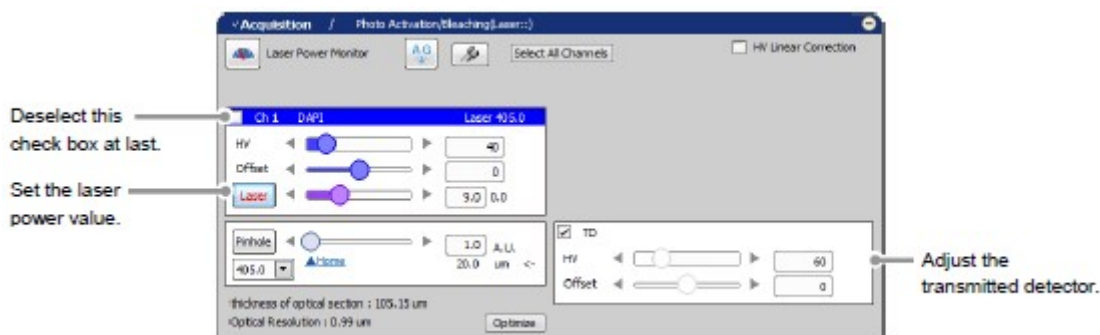 Acquisition / Photo Activation/Bleaching(Laser::)
Laser Power Monitor
A.G
Select All Channels
HV Linear Correction
Deselect this
check box at last.
Ch 1 DAPI Laser 405.0
HV 40
Offset 0
Set the laser
power value.
Laser 9.0 0.0
Pinhole 1.0 A.U.
405.0 Home 20.0 um <-
thickness of optical section : 105.15 um
Optical Resolution : 0.99 um
Optimize
TD
HV 60
Offset 0
Adjust the
transmitted detector.